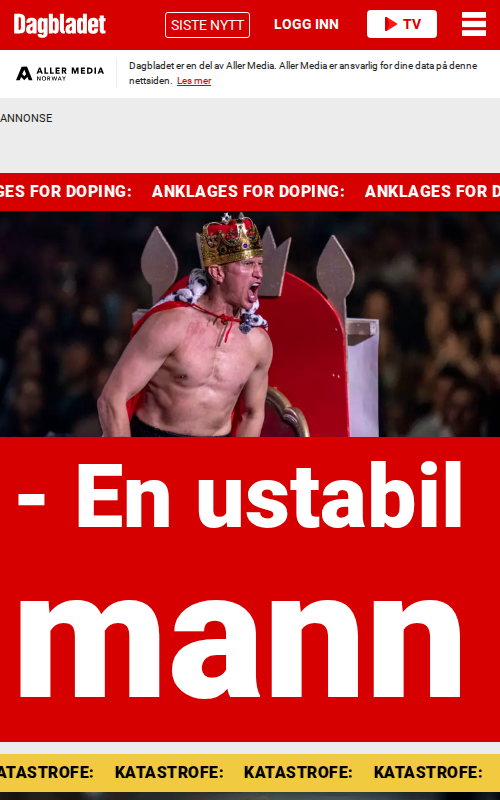 Dagbladet SISTE NYTT LOGG INN TV
ALLER MEDIA
NORWAY
Dagbladet er en del av Aller Media. Aller Media er ansvarlig for dine data på denne
nettsiden. Les mer
ANNONSE
GES FOR DOPING: ANKLAGES FOR DOPING: ANKLAGES FOR D
- En ustabil
mann
ATASTROFE: KATASTROFE: KATASTROFE: KATASTROFE: